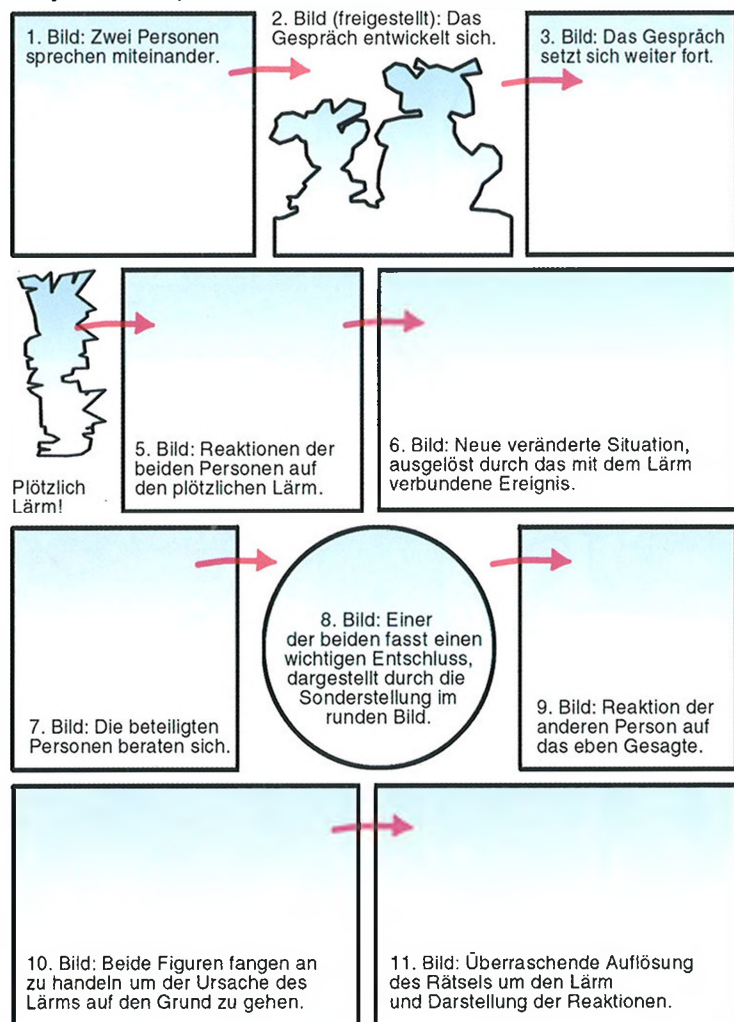 1. Bild: Zwei Personen
sprechen miteinander.
2. Bild (freigestellt): Das
Gespräch entwickelt sich.
3. Bild: Das Gespräch
setzt sich weiter fort.
Plötzlich
Lärm!
5. Bild: Reaktionen der
beiden Personen auf
den plötzlichen Lärm.
6. Bild: Neue veränderte Situation,
ausgelöst durch das mit dem Lärm
verbundene Ereignis.
7. Bild: Die beteiligten
Personen beraten sich.
8. Bild: Einer
der beiden fasst einen
wichtigen Entschluss,
dargestellt durch die
Sonderstellung im
runden Bild.
9. Bild: Reaktion der
anderen Person auf
das eben Gesagte.
10. Bild: Beide Figuren fangen an
zu handeln um der Ursache des
Lärms auf den Grund zu gehen.
11. Bild: Überraschende Auflösung
des Rätsels um den Lärm
und Darstellung der Reaktionen.